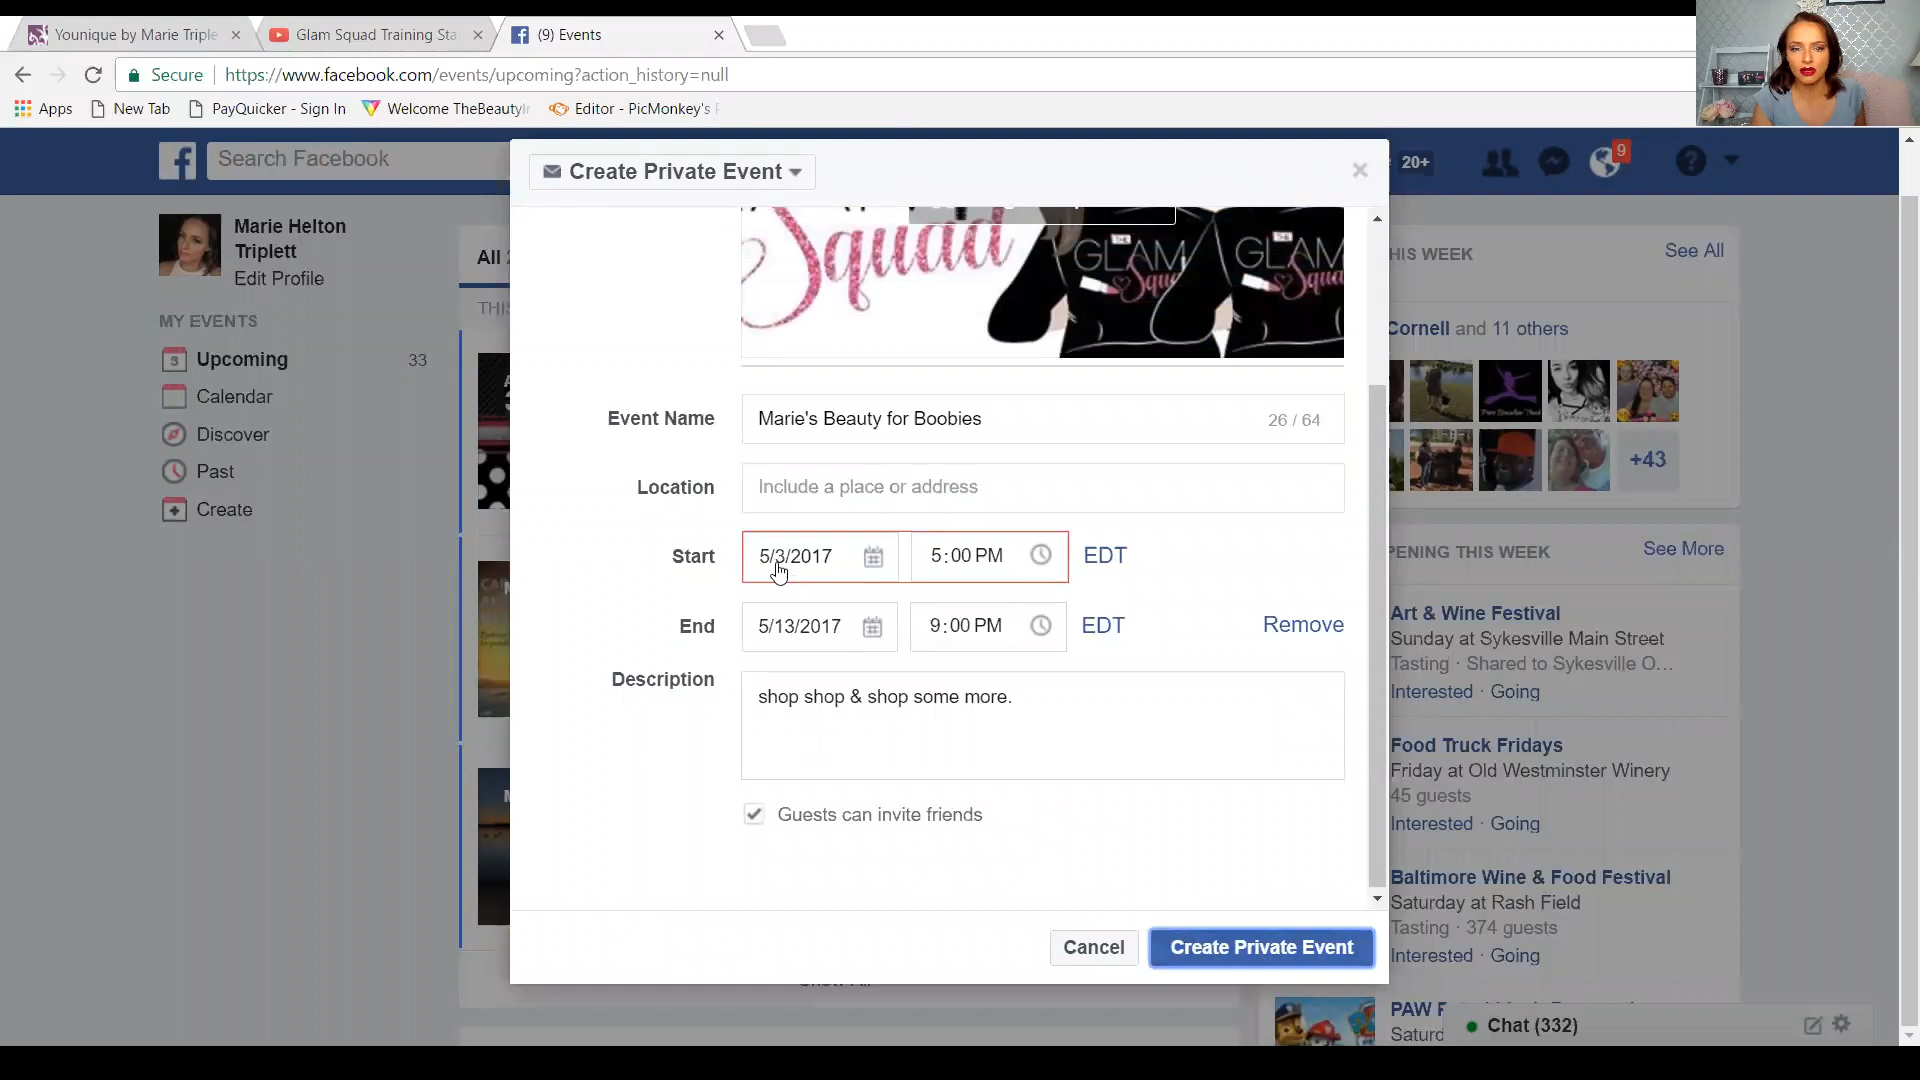 Younique by Marie Triple
Glam Squad Training Sta
(9) Events
Secure
https://www.facebook.com/events/upcoming?action_history=null
Apps
New Tab
PayQuicker - Sign In
Welcome TheBeautyI
Editor - PicMonkey's F
Search Facebook
Create Private Event
20+
9
Marie Helton
Triplett
Edit Profile
MY EVENTS
Upcoming 33
Calendar
Discover
Past
Create
All
THI
Squad
THE
GLAM
Squad
THE
GLAM
Squad
Event Name
Marie's Beauty for Boobies
26 / 64
Location
Include a place or address
Start
5/3/2017
5:00 PM
EDT
End
5/13/2017
9:00 PM
EDT
Remove
Description
shop shop & shop some more.
Guests can invite friends
Cancel
Create Private Event
HIS WEEK
See All
Cornell and 11 others
+43
PENING THIS WEEK
See More
Art & Wine Festival
Sunday at Sykesville Main Street
Tasting · Shared to Sykesville O...
Interested · Going
Food Truck Fridays
Friday at Old Westminster Winery
45 guests
Interested · Going
Baltimore Wine & Food Festival
Saturday at Rash Field
Tasting · 374 guests
Interested · Going
PAW
Saturd
Chat (332)